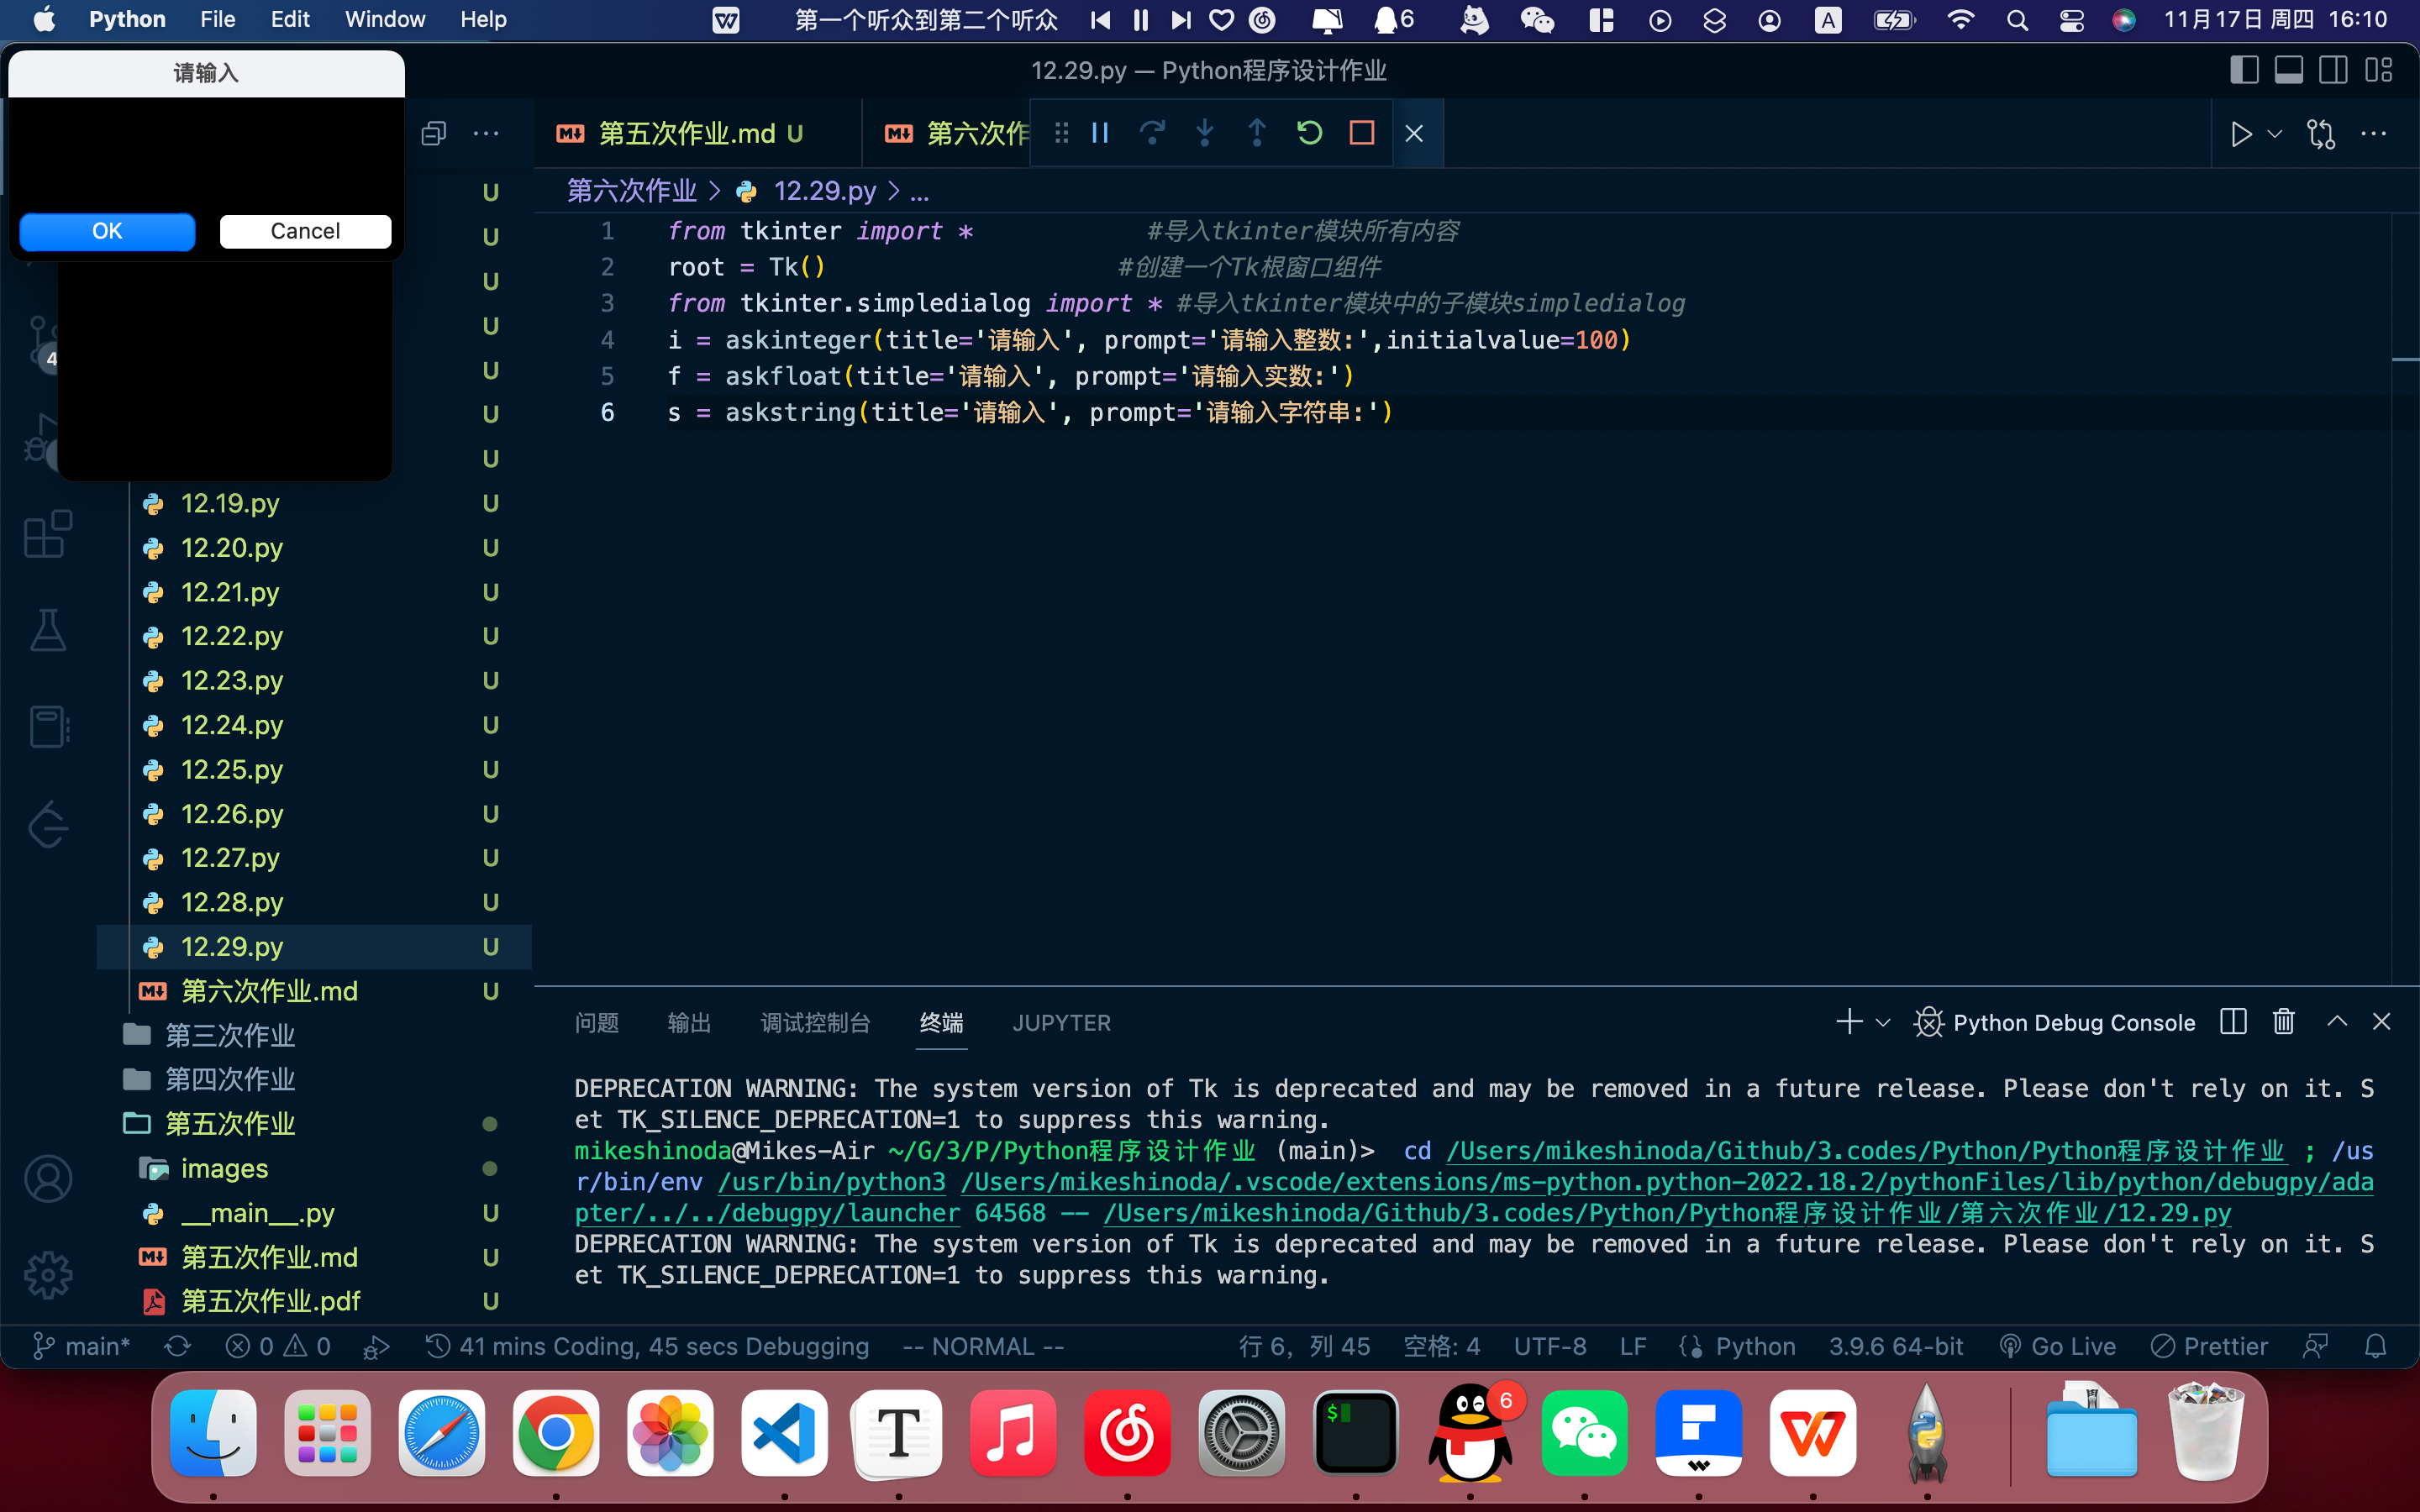 Python File Edit Window Help 第一个听众到第二个听众 6 A 11月17日 周四 16:10
请输入
OK Cancel
12.29.py — Python程序设计作业
第五次作业.md U
第六次作
第六次作业 > 12.29.py > ...
1 from tkinter import * #导入tkinter模块所有内容
2 root = Tk() #创建一个Tk根窗口组件
3 from tkinter.simpledialog import * #导入tkinter模块中的子模块simpledialog
4 i = askinteger(title='请输入', prompt='请输入整数:',initialvalue=100)
5 f = askfloat(title='请输入', prompt='请输入实数:')
6 s = askstring(title='请输入', prompt='请输入字符串:')
4
U
U
U
U
U
U
U
12.19.py U
12.20.py U
12.21.py U
12.22.py U
12.23.py U
12.24.py U
12.25.py U
12.26.py U
12.27.py U
12.28.py U
12.29.py U
第六次作业.md U
第三次作业
第四次作业
第五次作业
images
__main__.py U
第五次作业.md U
第五次作业.pdf U
问题 输出 调试控制台 终端 JUPYTER Python Debug Console
DEPRECATION WARNING: The system version of Tk is deprecated and may be removed in a future release. Please don't rely on it. S
et TK_SILENCE_DEPRECATION=1 to suppress this warning.
mikeshinoda@Mikes-Air ~/G/3/P/Python程序设计作业 (main)> cd /Users/mikeshinoda/Github/3.codes/Python/Python程序设计作业 ; /us
r/bin/env /usr/bin/python3 /Users/mikeshinoda/.vscode/extensions/ms-python.python-2022.18.2/pythonFiles/lib/python/debugpy/ada
pter/../../debugpy/launcher 64568 -- /Users/mikeshinoda/Github/3.codes/Python/Python程序设计作业/第六次作业/12.29.py
DEPRECATION WARNING: The system version of Tk is deprecated and may be removed in a future release. Please don't rely on it. S
et TK_SILENCE_DEPRECATION=1 to suppress this warning.
main* 0 0 41 mins Coding, 45 secs Debugging -- NORMAL -- 行 6，列 45 空格: 4 UTF-8 LF Python 3.9.6 64-bit Go Live Prettier
T $ 6